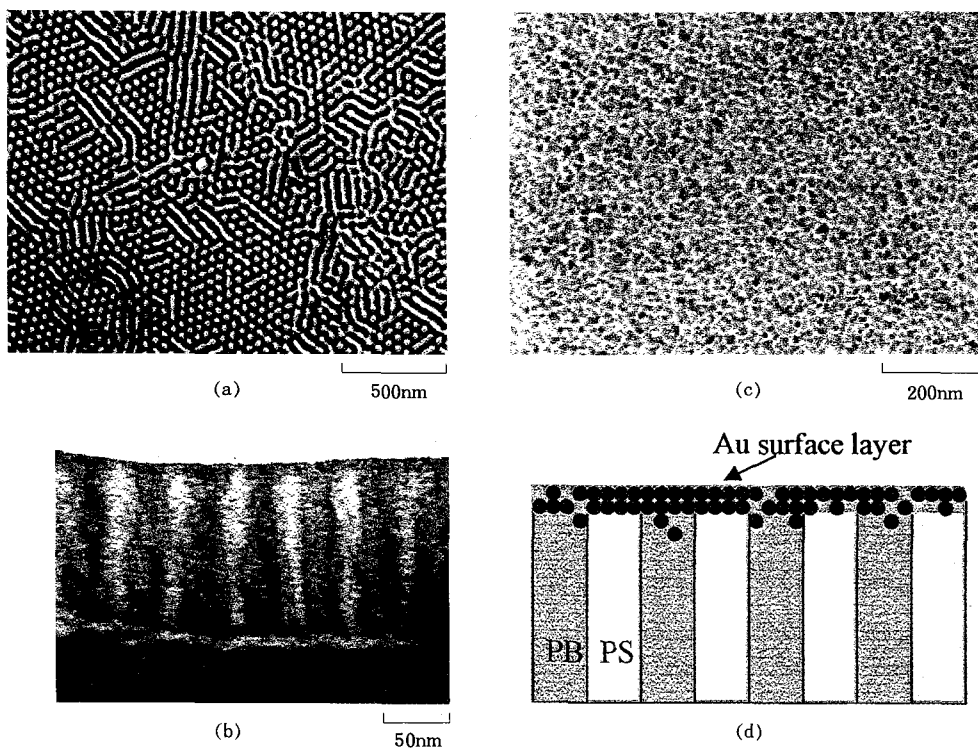 (a)
500nm
(c)
200nm
(b)
50nm
Au surface layer
PB PS
(d)